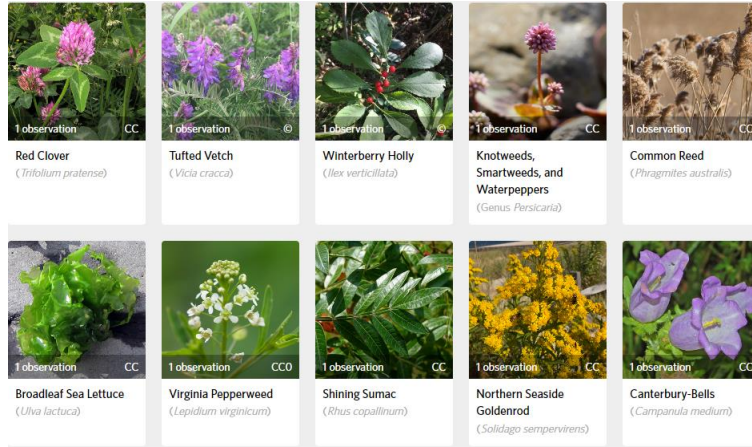 1 observation CC
1 observation ©
1 observation ©
1 observation CC
1 observation CC
Red Clover
(Trifolium pratense)
Tufted Vetch
(Vicia cracca)
Winterberry Holly
(Ilex verticillata)
Knotweeds,
Smartweeds, and
Waterpeppers
(Genus Persicaria)
Common Reed
(Phragmites australis)
1 observation CC
1 observation CC0
1 observation CC
1 observation CC
1 observation CC
Broadleaf Sea Lettuce
(Ulva lactuca)
Virginia Pepperweed
(Lepidium virginicum)
Shining Sumac
(Rhus copallinum)
Northern Seaside
Goldenrod
(Solidago sempervirens)
Canterbury-Bells
(Campanula medium)